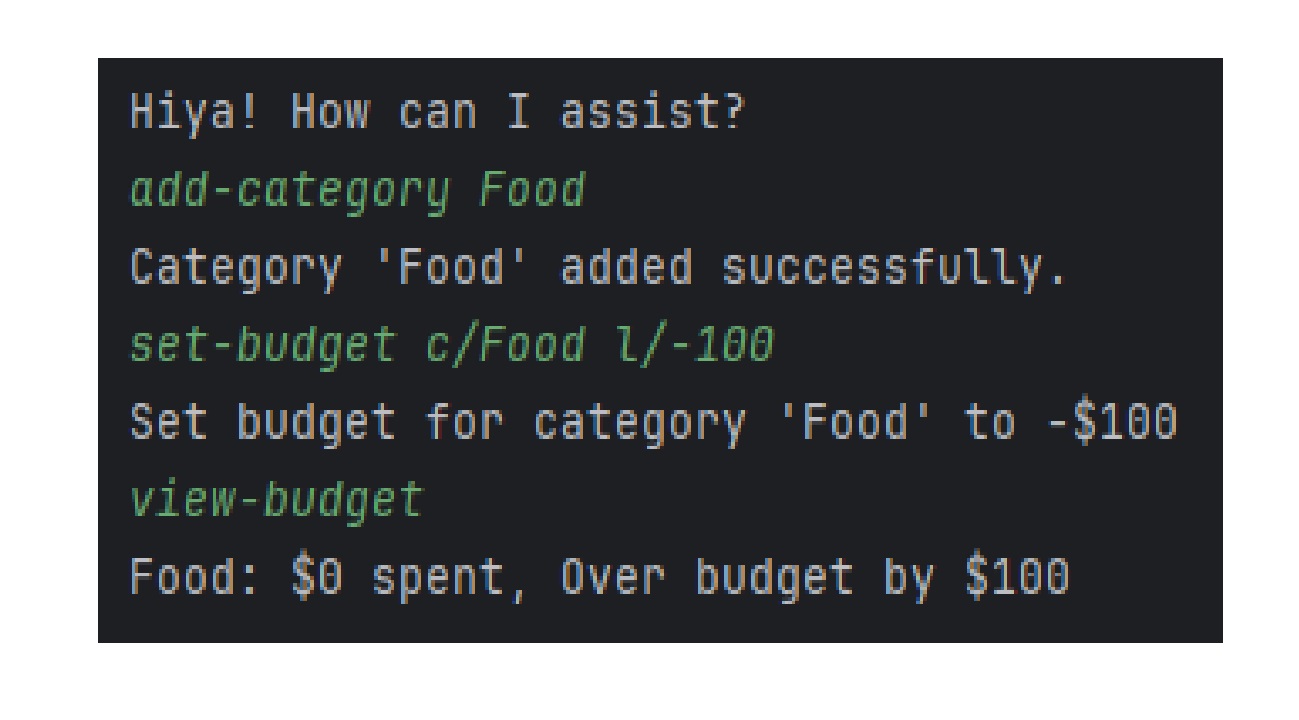 Hiya! How can I assist?
add-category Food
Category 'Food' added successfully.
set-budget c/Food l/-100
Set budget for category 'Food' to -$100
view-budget
Food: $0 spent, Over budget by $100